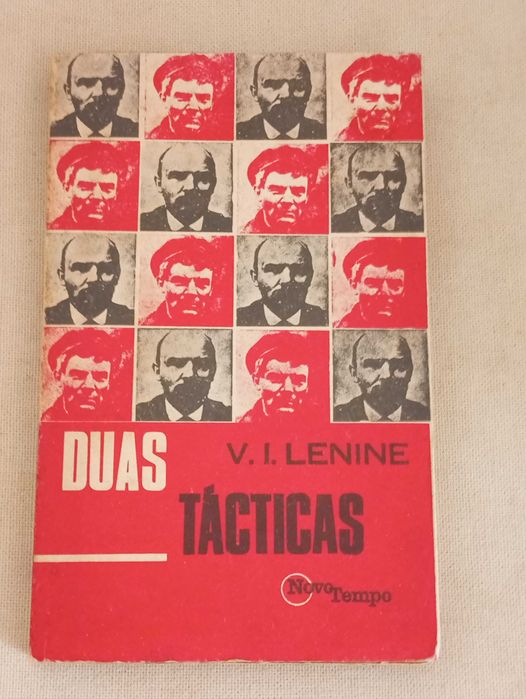 V. I. LENINE
DUAS
TÁCTICAS
Novo Tempo